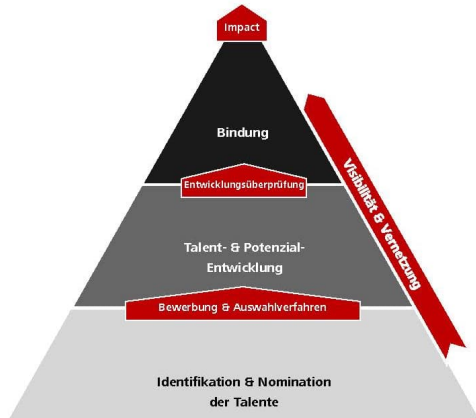 Impact
Bindung
Entwicklungsüberprüfung
Visibilität & Vernetzung
Talent- & Potenzial-
Entwicklung
Bewerbung & Auswahlverfahren
Identifikation & Nomination
der Talente